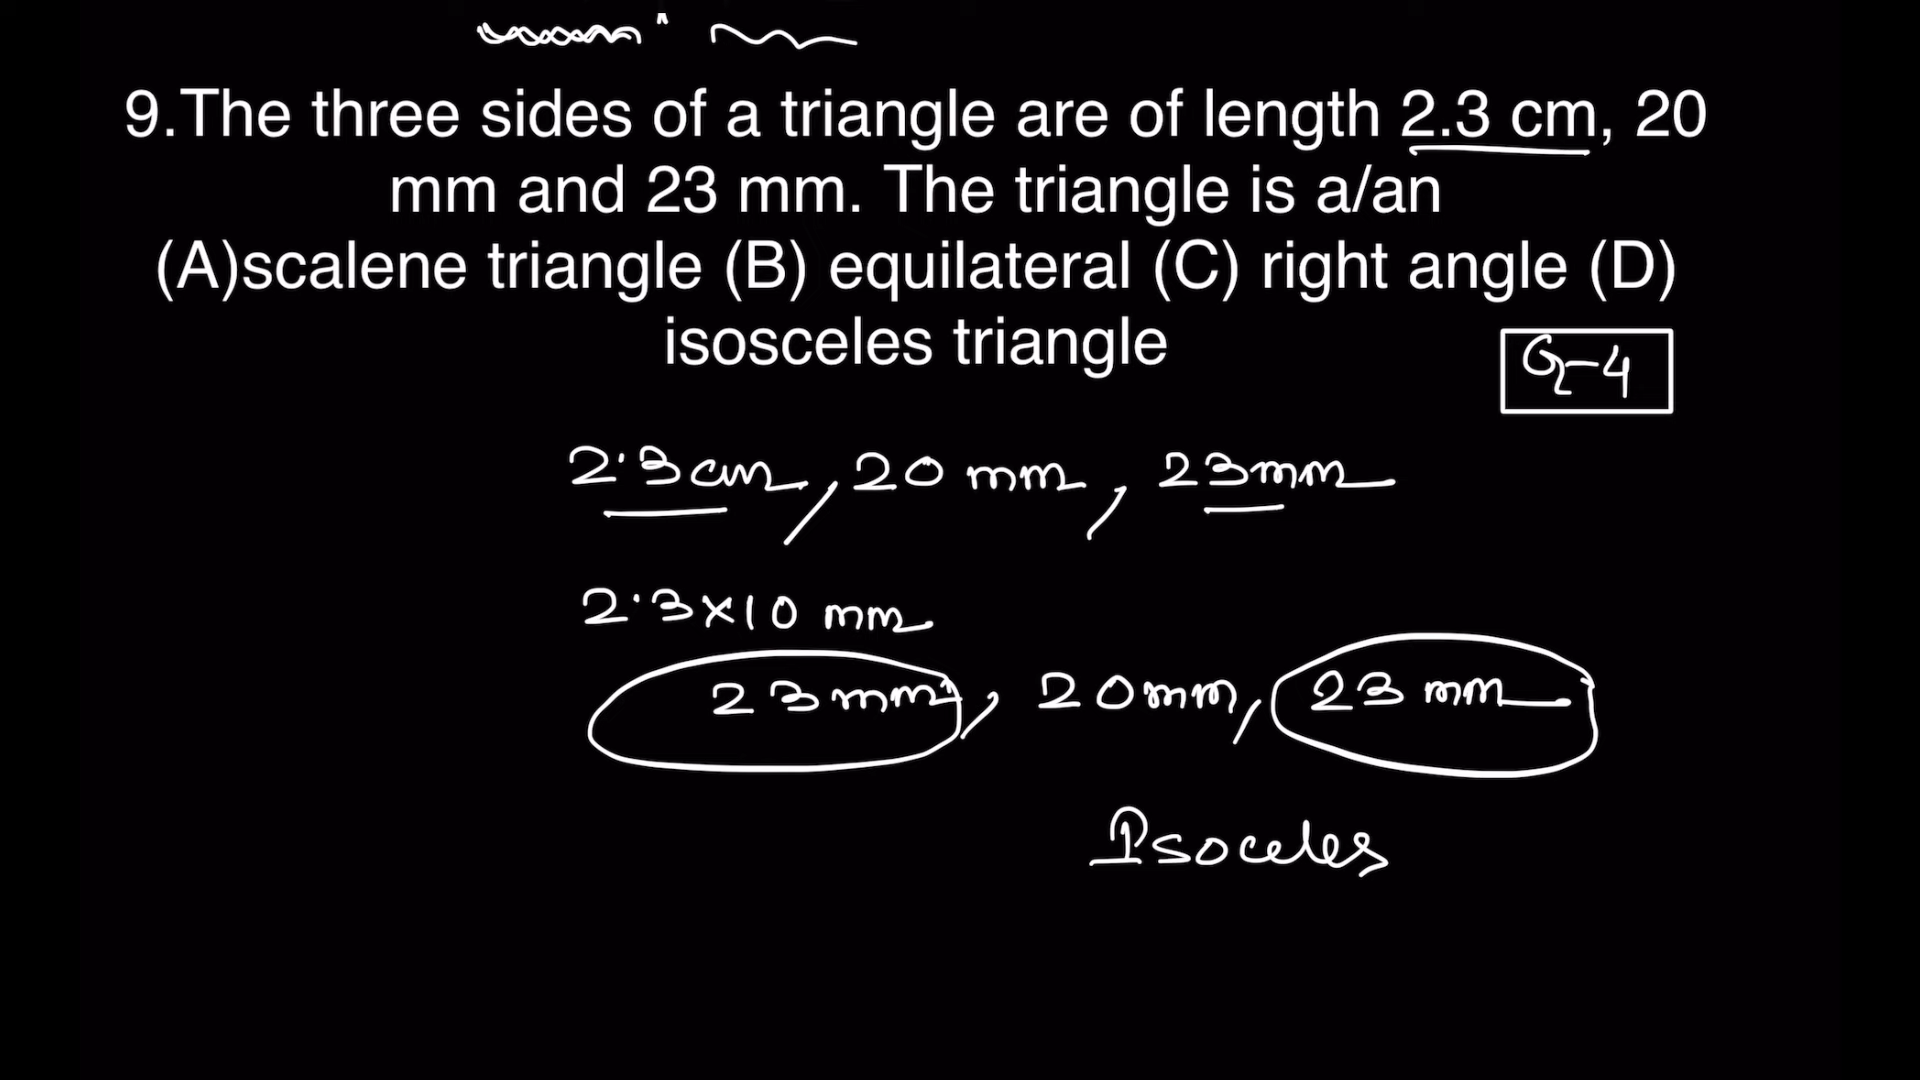 9.The three sides of a triangle are of length 2.3 cm, 20
mm and 23 mm. The triangle is a/an
(A)scalene triangle (B) equilateral (C) right angle (D)
isosceles triangle
G-4
2.3cm, 20 mm, 23mm
2.3×10 mm
23mm, 20mm, 23 mm
Isoceles